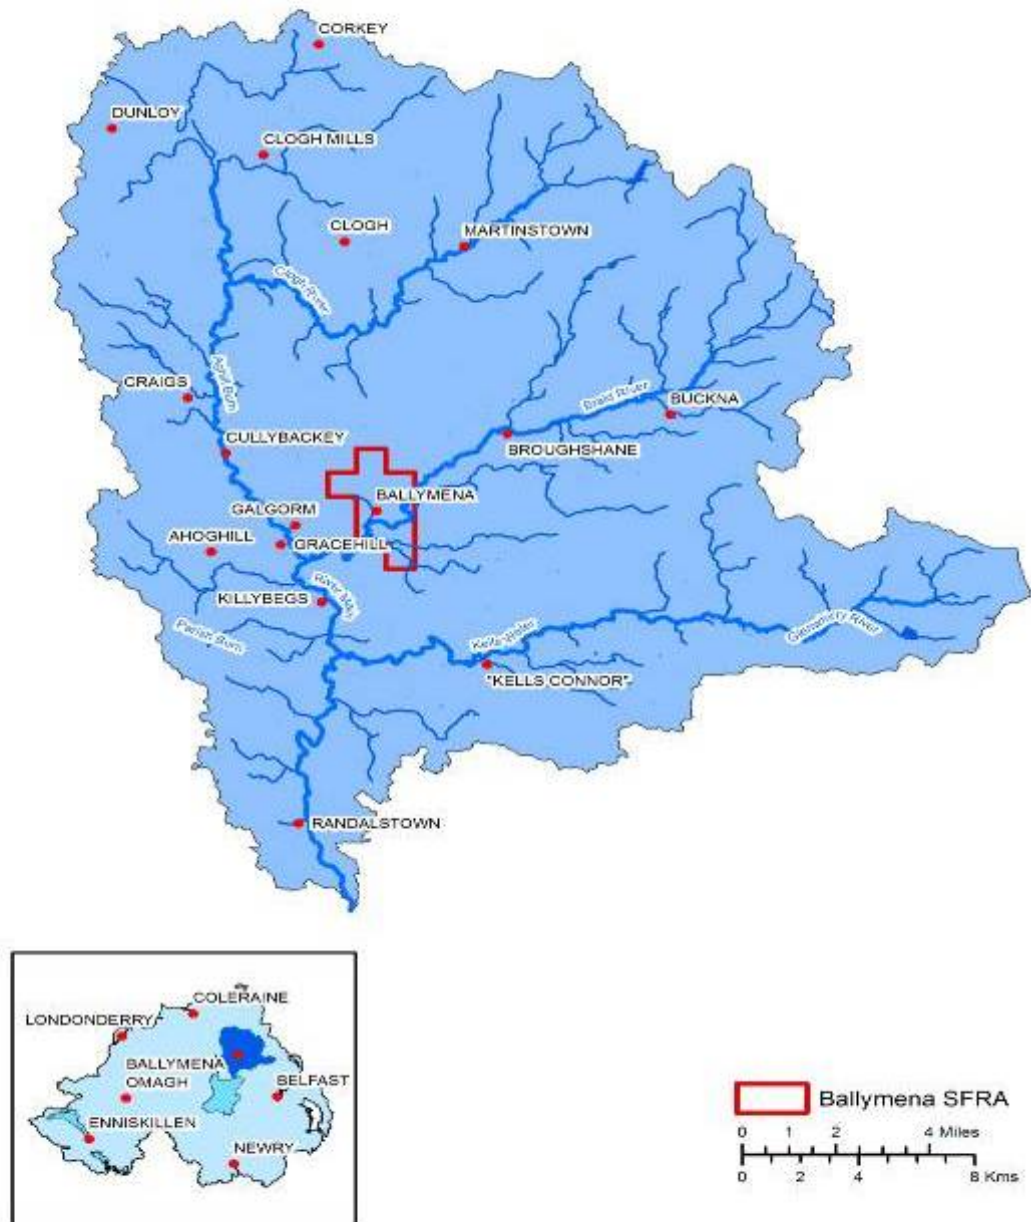 CORKEY
DUNLOY
CLOGH MILLS
CLOGH
MARTINSTOWN
Clogh River
CRAIGS
Braid River
BUCKNA
CULLYBACKEY
BROUGHSHANE
BALLYMENA
GALGORM
AHOGHILL
GRACEHILL
River Main
KILLYBEGS
Kells Water
Glenwhirry River
"KELLS CONNOR"
RANDALSTOWN
COLERAINE
LONDONDERRY
BALLYMENA
OMAGH
BELFAST
ENNISKILLEN
NEWRY
Ballymena SFRA
0 1 2 4 Miles
0 2 4 8 Kms